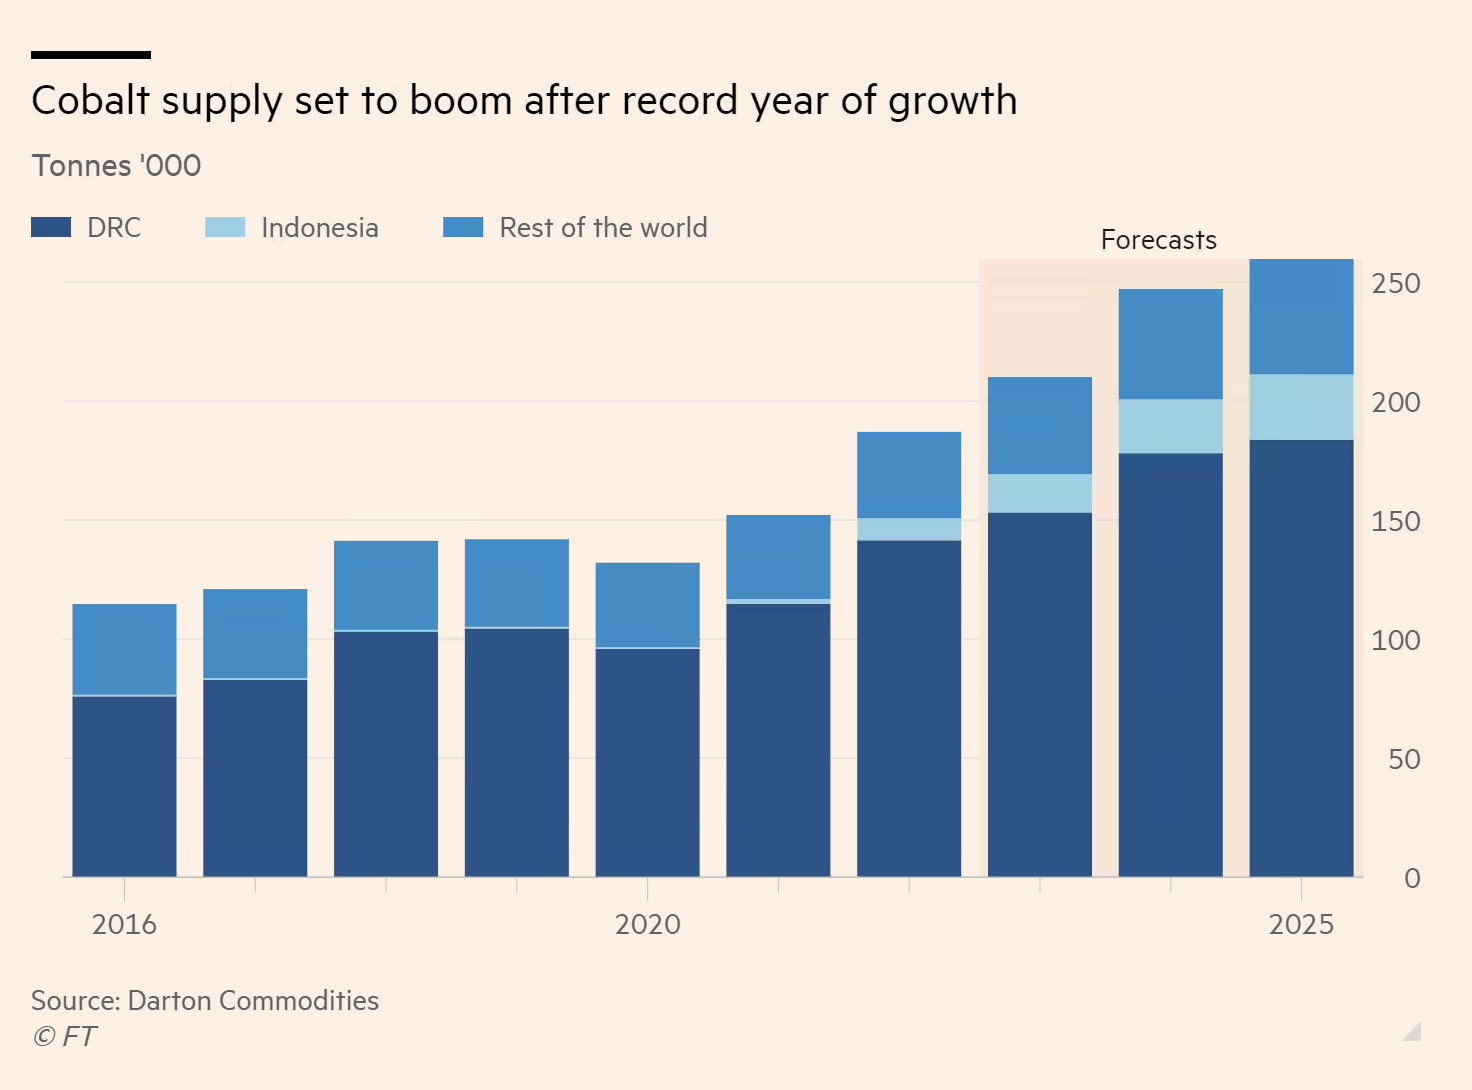 Cobalt supply set to boom after record year of growth
Tonnes '000
DRC Indonesia Rest of the world
Forecasts
250
200
150
100
50
0
2016 2020 2025
Source: Darton Commodities
© FT